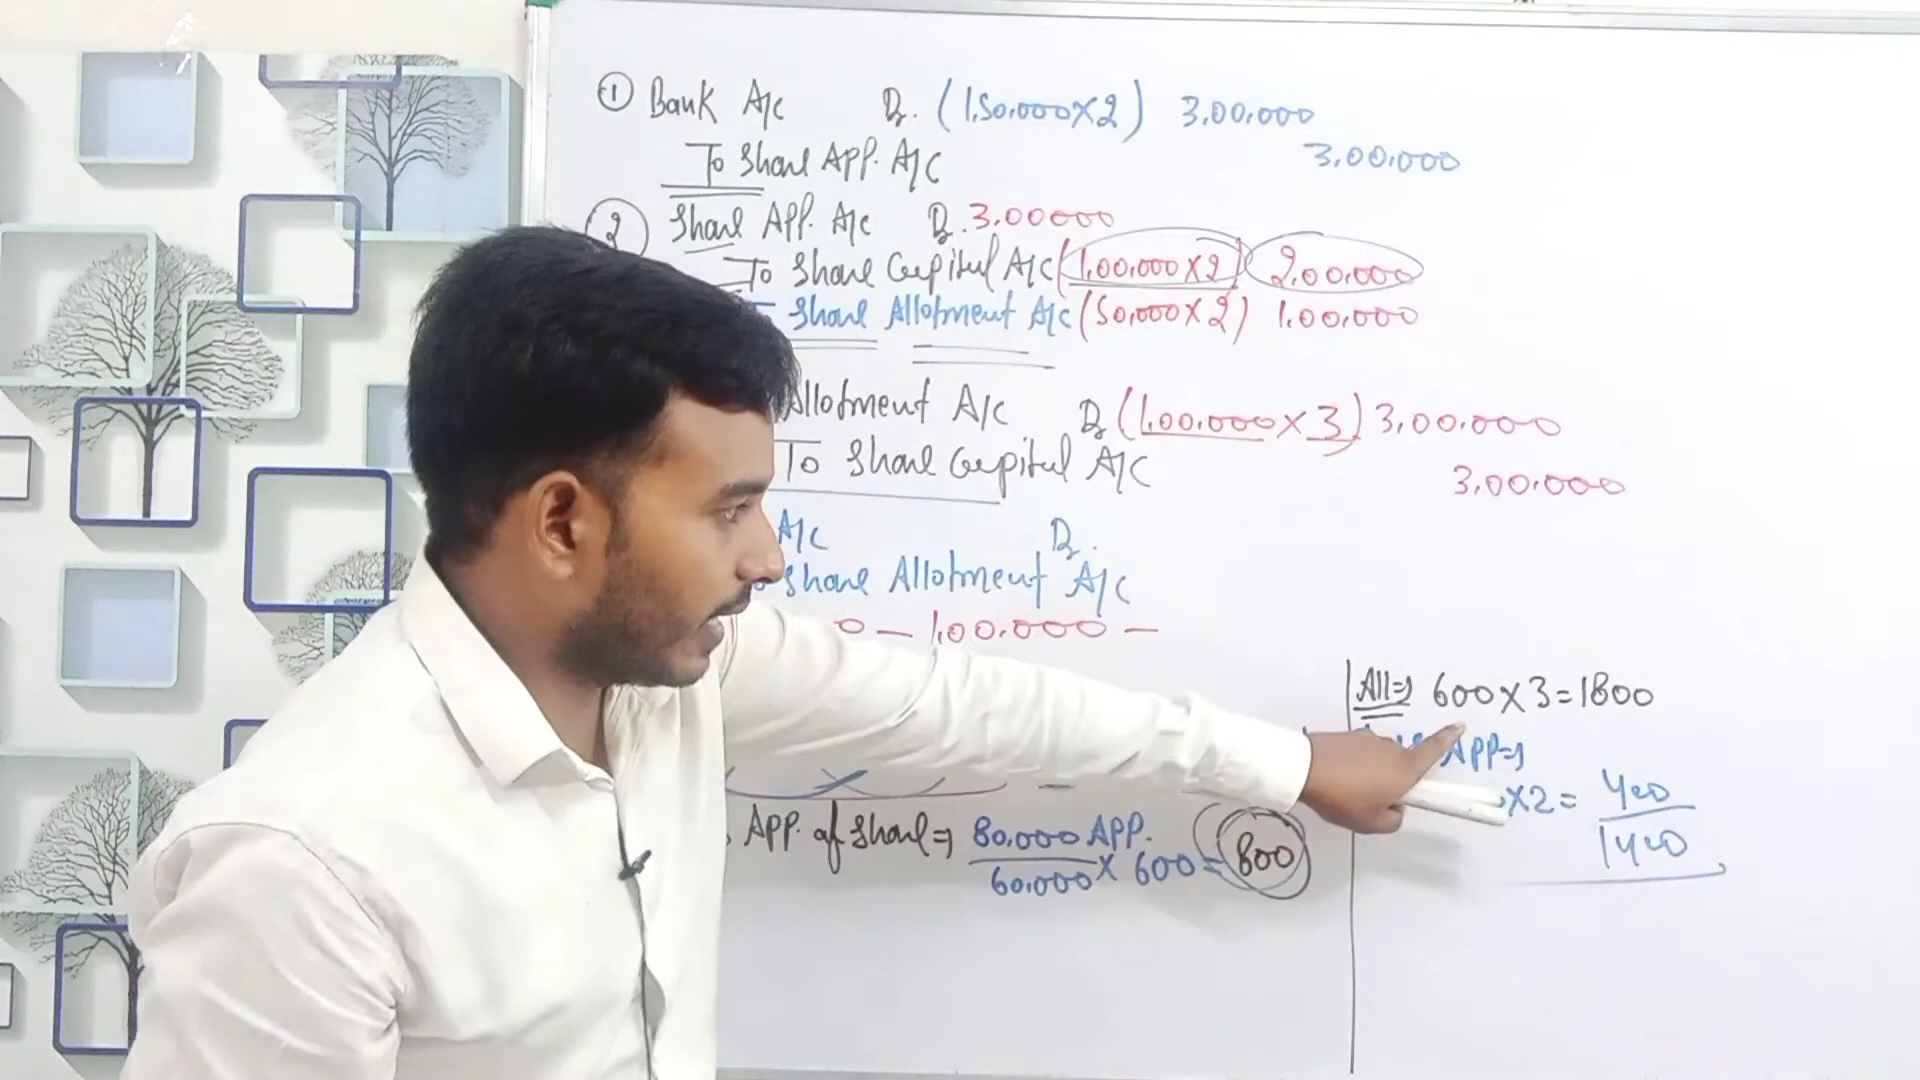 ① Bank A/c Dr. (1,50,000×2) 3,00,000
To Share APP. A/C 3,00,000
② Share APP. A/c Dr. 3,00000
To Share Capital A/C (1,00,000×2) 2,00,000
Share Allotment A/c (50,000×2) 1,00,000
Allotment A/C Dr (1,00,000×3) 3,00,000
To Share Capital A/C 3,00,000
A/C Dr.
Share Allotment A/C
0 – 1,00,000 –
All⇒ 600×3=1800
APP⇒
×2= 400
1400
APP. of Share⇒ 80,000 APP. / 60,000 × 600 = 800